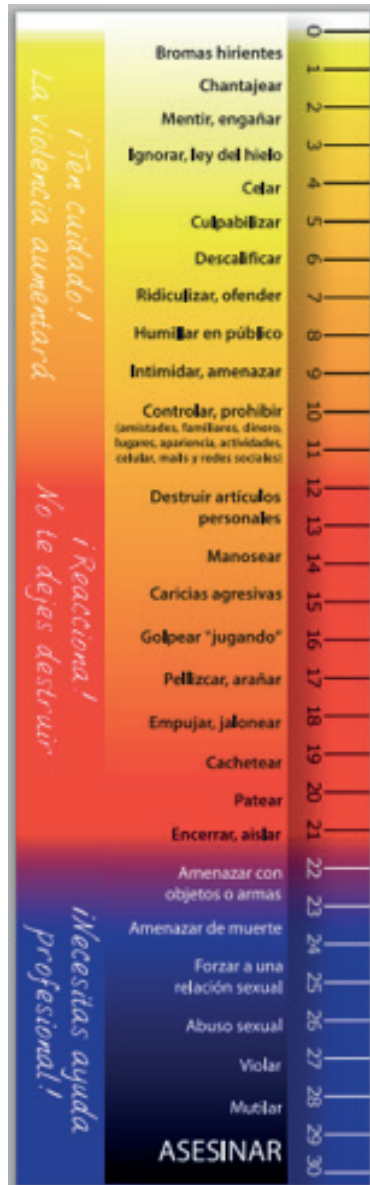 0
1
2
3
4
5
6
7
8
9
10
11
12
13
14
15
16
17
18
19
20
21
22
23
24
25
26
27
28
29
30
Bromas hirientes
Chantajear
Mentir, engañar
Ignorar, ley del hielo
Celar
Culpabilizar
Descalificar
Ridiculizar, ofender
Humillar en público
Intimidar, amenazar
Controlar, prohibir
(amistades, familiares, dinero,
lugares, apariencia, actividades,
celular, mails y redes sociales)
Destruir artículos
personales
Manosear
Caricias agresivas
Golpear "jugando"
Pellizcar, arañar
Empujar, jalonear
Cachetear
Patear
Encerrar, aislar
Amenazar con
objetos o armas
Amenazar de muerte
Forzar a una
relación sexual
Abuso sexual
Violar
Mutilar
ASESINAR
¡Ten cuidado!
La violencia aumentará
¡Reacciona!
No te dejes destruir
¡Necesitas ayuda
profesional!